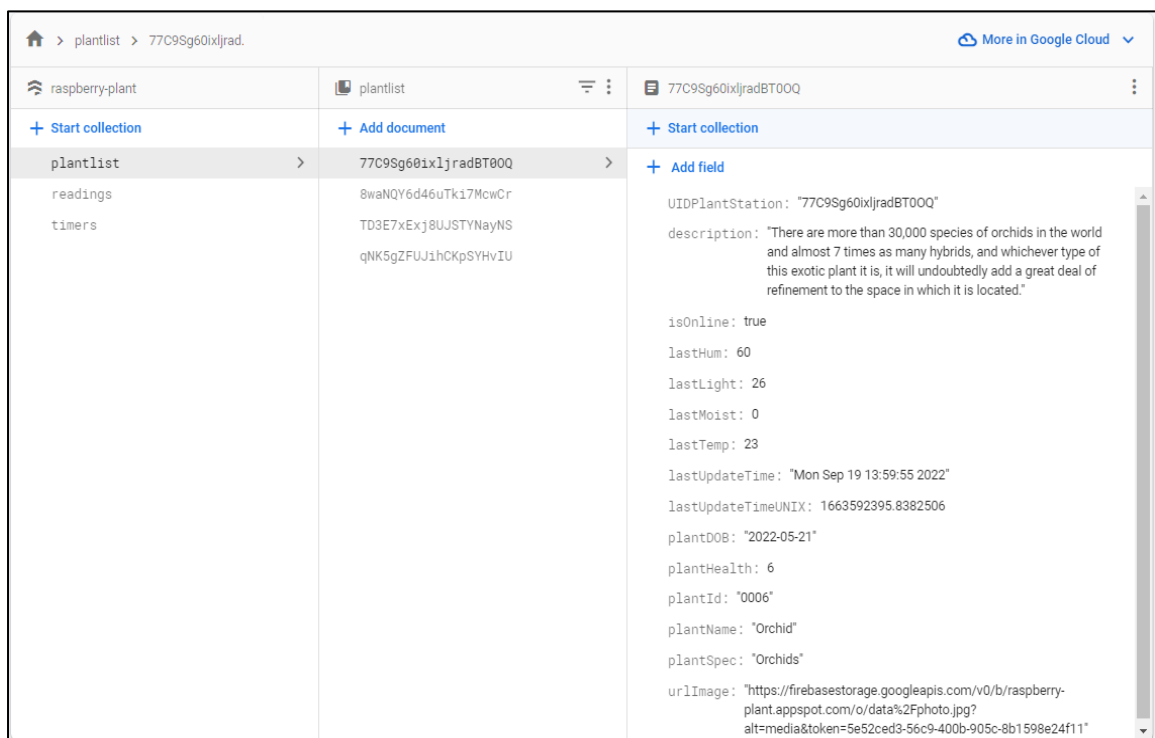 plantlist > 77C9Sg60ixljrad.
More in Google Cloud
raspberry-plant
Start collection
plantlist
readings
timers
plantlist
Add document
77C9Sg60ixljradBT0OQ
8waNQY6d46uTki7McwCr
TD3E7xExj8UJSTYNayNS
qNK5gZFUJihCKpSYHvIU
77C9Sg60ixljradBT0OQ
Start collection
Add field
UIDPlantStation: "77C9Sg60ixljradBT0OQ"
description: "There are more than 30,000 species of orchids in the world
and almost 7 times as many hybrids, and whichever type of
this exotic plant it is, it will undoubtedly add a great deal of
refinement to the space in which it is located."
isOnline: true
lastHum: 60
lastLight: 26
lastMoist: 0
lastTemp: 23
lastUpdateTime: "Mon Sep 19 13:59:55 2022"
lastUpdateTimeUNIX: 1663592395.8382506
plantDOB: "2022-05-21"
plantHealth: 6
plantId: "0006"
plantName: "Orchid"
plantSpec: "Orchids"
urlImage: "https://firebasestorage.googleapis.com/v0/b/raspberry-
plant.appspot.com/o/data%2Fphoto.jpg?
alt=media&token=5e52ced3-56c9-400b-905c-8b1598e24f11"